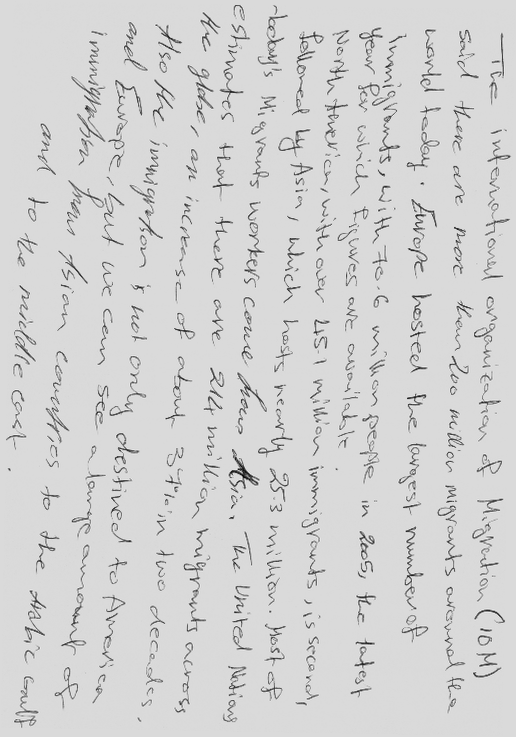 The international organization of Migration (IOM)
said there are more than 200 million migrants around the
world today. Europe hosted the largest number of
immigrants, with 70.6 million people in 2005, the latest
year for which figures are available.
North America, with over 45.1 million immigrants, is second,
followed by Asia, which hosts nearly 25.3 million. Most of
today's Migrants workers come from Asia. The United Nations
estimates that there are 214 million migrants across
the globe, an increase of about 37% in two decades.
Also the immigration is not only destined to America
and Europe, but we can see a large amount of
immigration from Asian countries to the Arabic Gulf
and to the middle east.